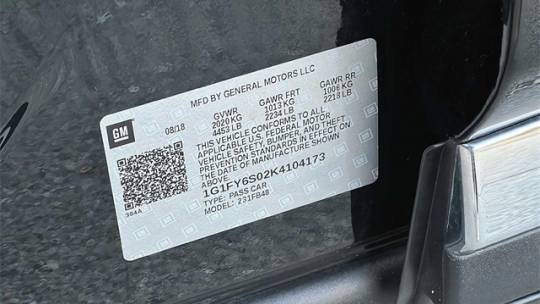 MFD BY GENERAL MOTORS LLC
GM
08/18
GVWR GAWR FRT GAWR RR
2020 KG 1013 KG 1006 KG
4453 LB 2234 LB 2218 LB
THIS VEHICLE CONFORMS TO ALL
APPLICABLE U.S. FEDERAL MOTOR
VEHICLE SAFETY, BUMPER, AND THEFT
PREVENTION STANDARDS IN EFFECT ON
THE DATE OF MANUFACTURE SHOWN
ABOVE.
1G1FY6S02K4104173
TYPE: PASS CAR
MODEL: Z31FB48
384A